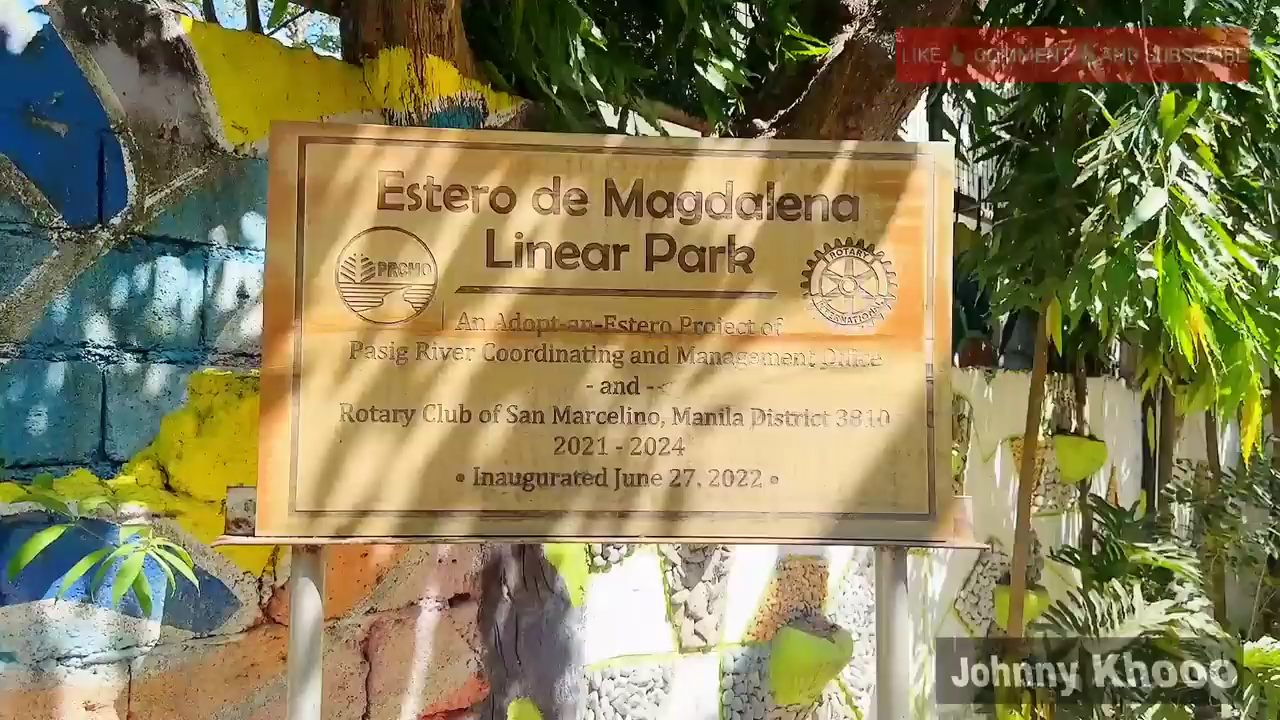 LIKE COMMENT AND SUBSCRIBE
Estero de Magdalena
Linear Park
PRCMO
ROTARY
INTERNATIONAL
An Adopt-an-Estero Project of
Pasig River Coordinating and Management Office
- and -
Rotary Club of San Marcelino, Manila District 3810
2021 - 2024
• Inaugurated June 27, 2022 •
Johnny Khooo